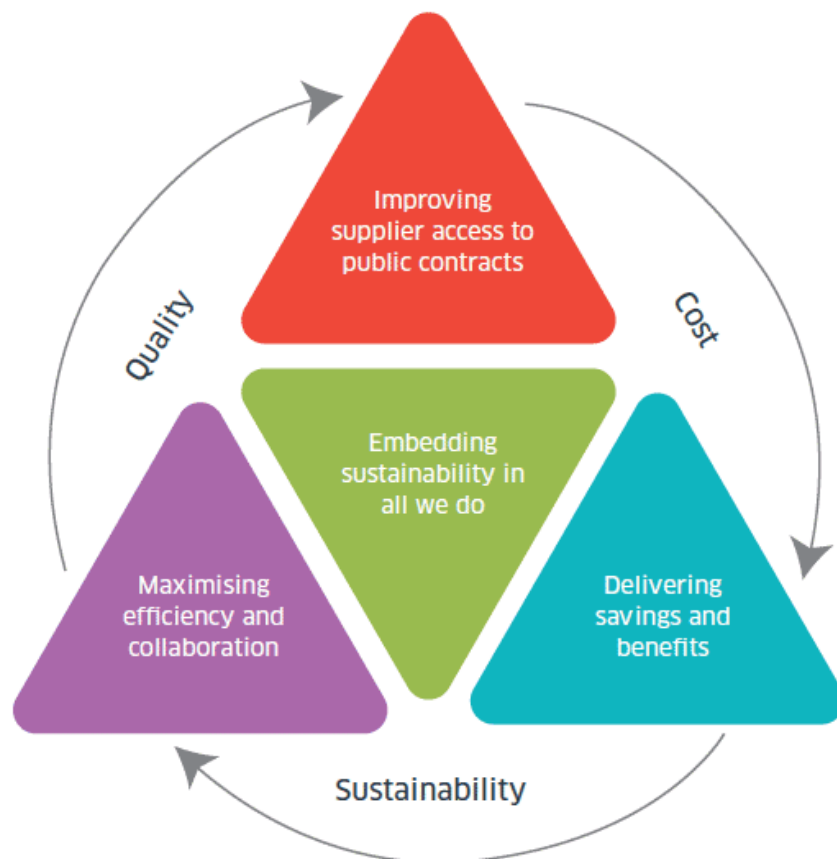 Improving
supplier access to
public contracts
Quality
Cost
Embedding
sustainability in
all we do
Maximising
efficiency and
collaboration
Delivering
savings and
benefits
Sustainability